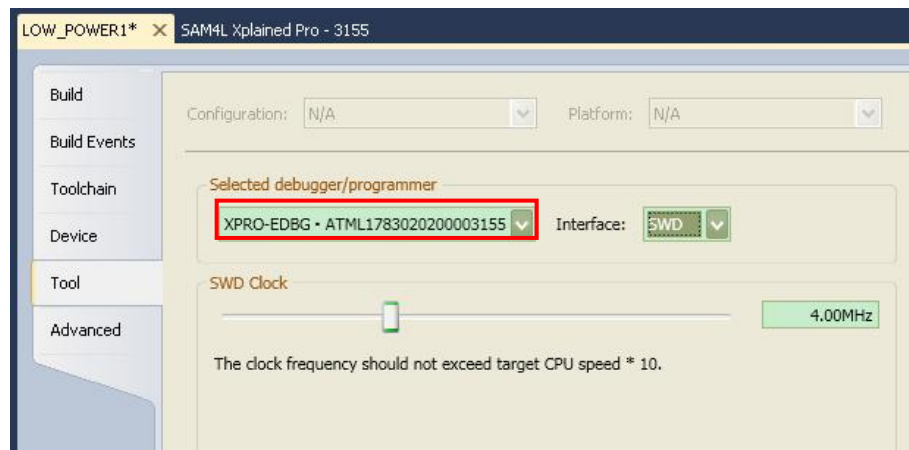 LOW_POWER1* SAM4L Xplained Pro - 3155
Build
Build Events
Toolchain
Device
Tool
Advanced
Configuration: N/A Platform: N/A
Selected debugger/programmer
XPRO-EDBG • ATML1783020200003155 Interface: SWD
SWD Clock
4.00MHz
The clock frequency should not exceed target CPU speed * 10.